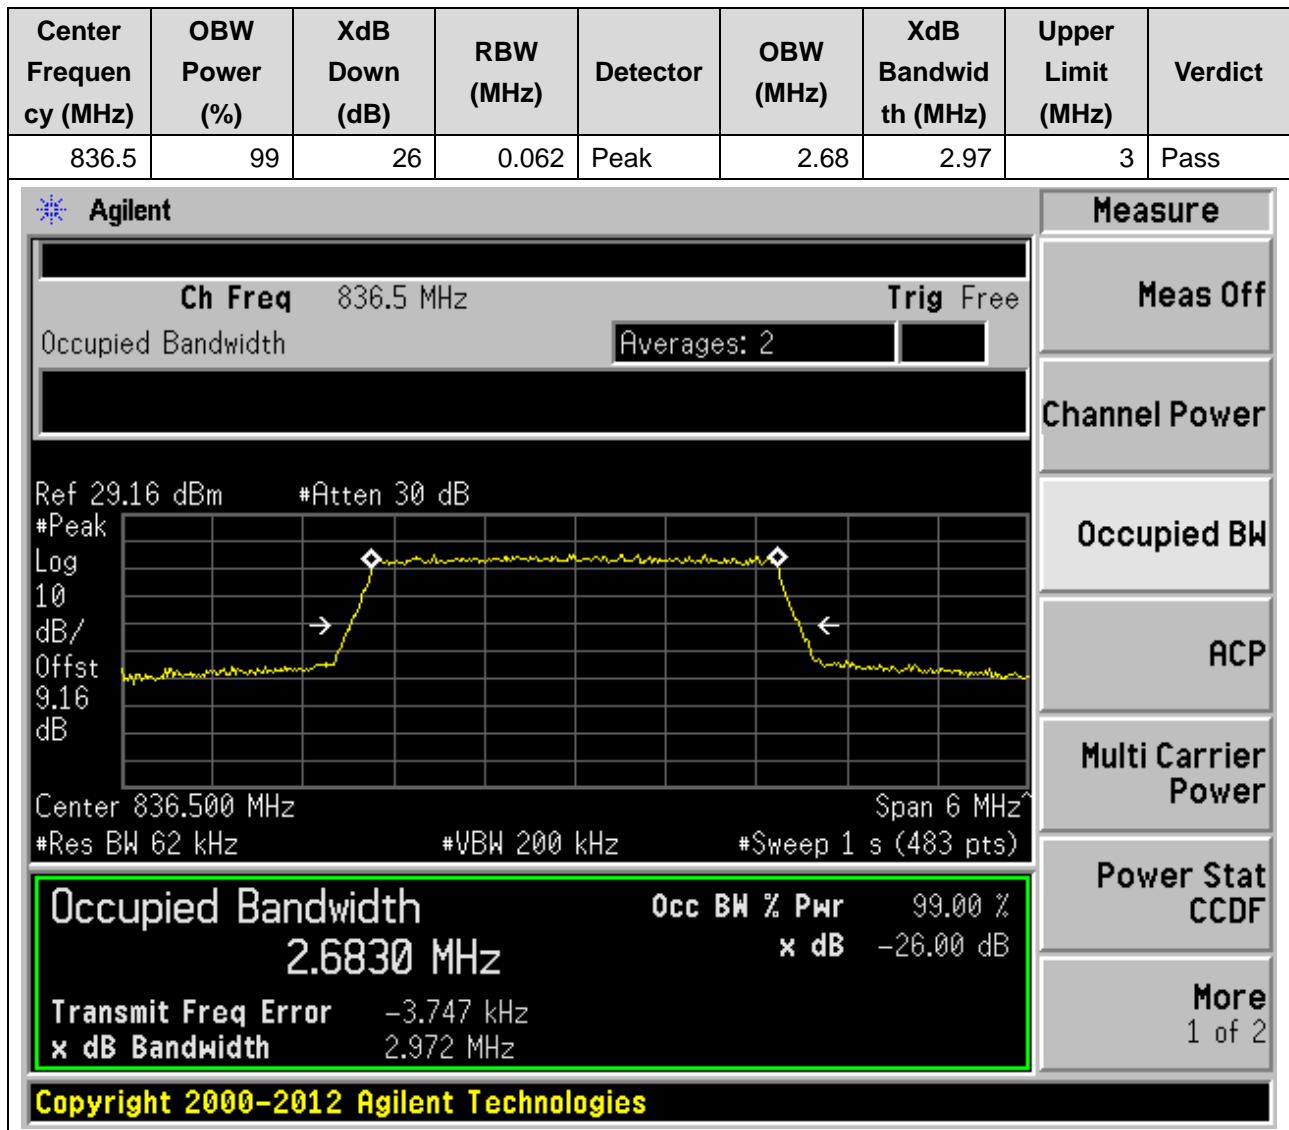 Center Frequen cy (MHz) OBW Power (%) XdB Down (dB) RBW (MHz) Detector OBW (MHz) XdB Bandwid th (MHz) Upper Limit (MHz) Verdict
836.5 99 26 0.062 Peak 2.68 2.97 3 Pass
Agilent
Measure
Ch Freq 836.5 MHz Trig Free
Occupied Bandwidth Averages: 2
Ref 29.16 dBm #Atten 30 dB
#Peak
Log
10
dB/
Offst
9.16
dB
Center 836.500 MHz Span 6 MHz^
#Res BW 62 kHz #VBW 200 kHz #Sweep 1 s (483 pts)
Occupied Bandwidth Occ BW % Pwr 99.00 %
2.6830 MHz x dB -26.00 dB
Transmit Freq Error -3.747 kHz
x dB Bandwidth 2.972 MHz
Meas Off
Channel Power
Occupied BW
ACP
Multi Carrier
Power
Power Stat
CCDF
More
1 of 2
Copyright 2000-2012 Agilent Technologies